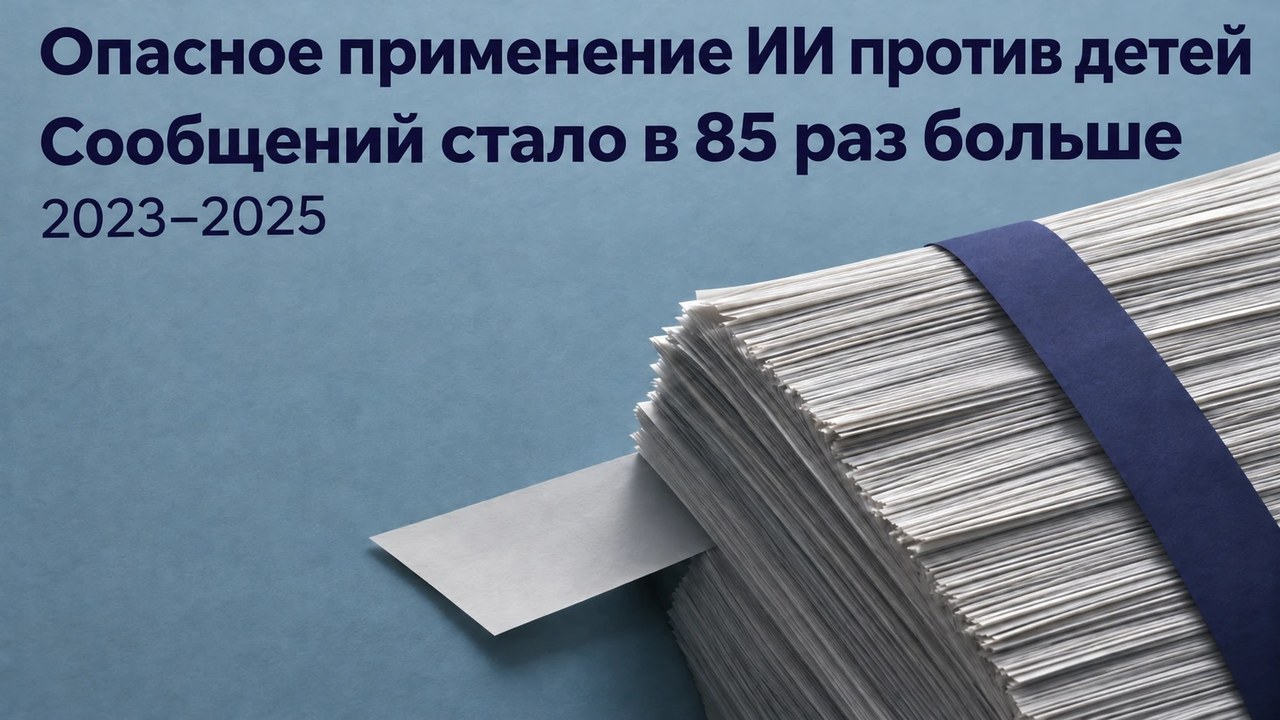 Опасное применение ИИ против детей
Сообщений стало в 85 раз больше
2023–2025